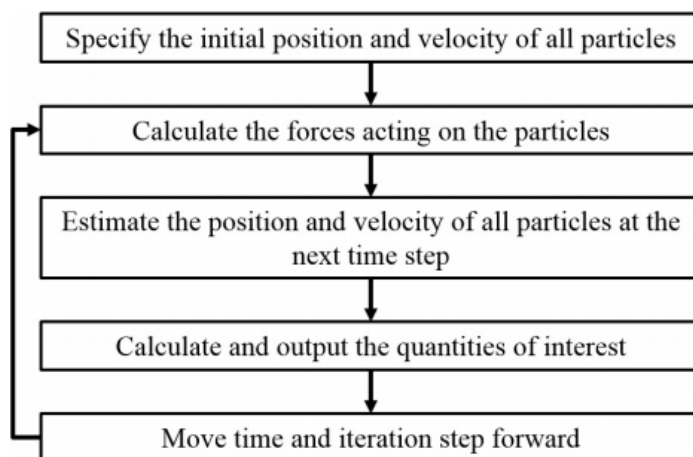 Specify the initial position and velocity of all particles
Calculate the forces acting on the particles
Estimate the position and velocity of all particles at the
next time step
Calculate and output the quantities of interest
Move time and iteration step forward